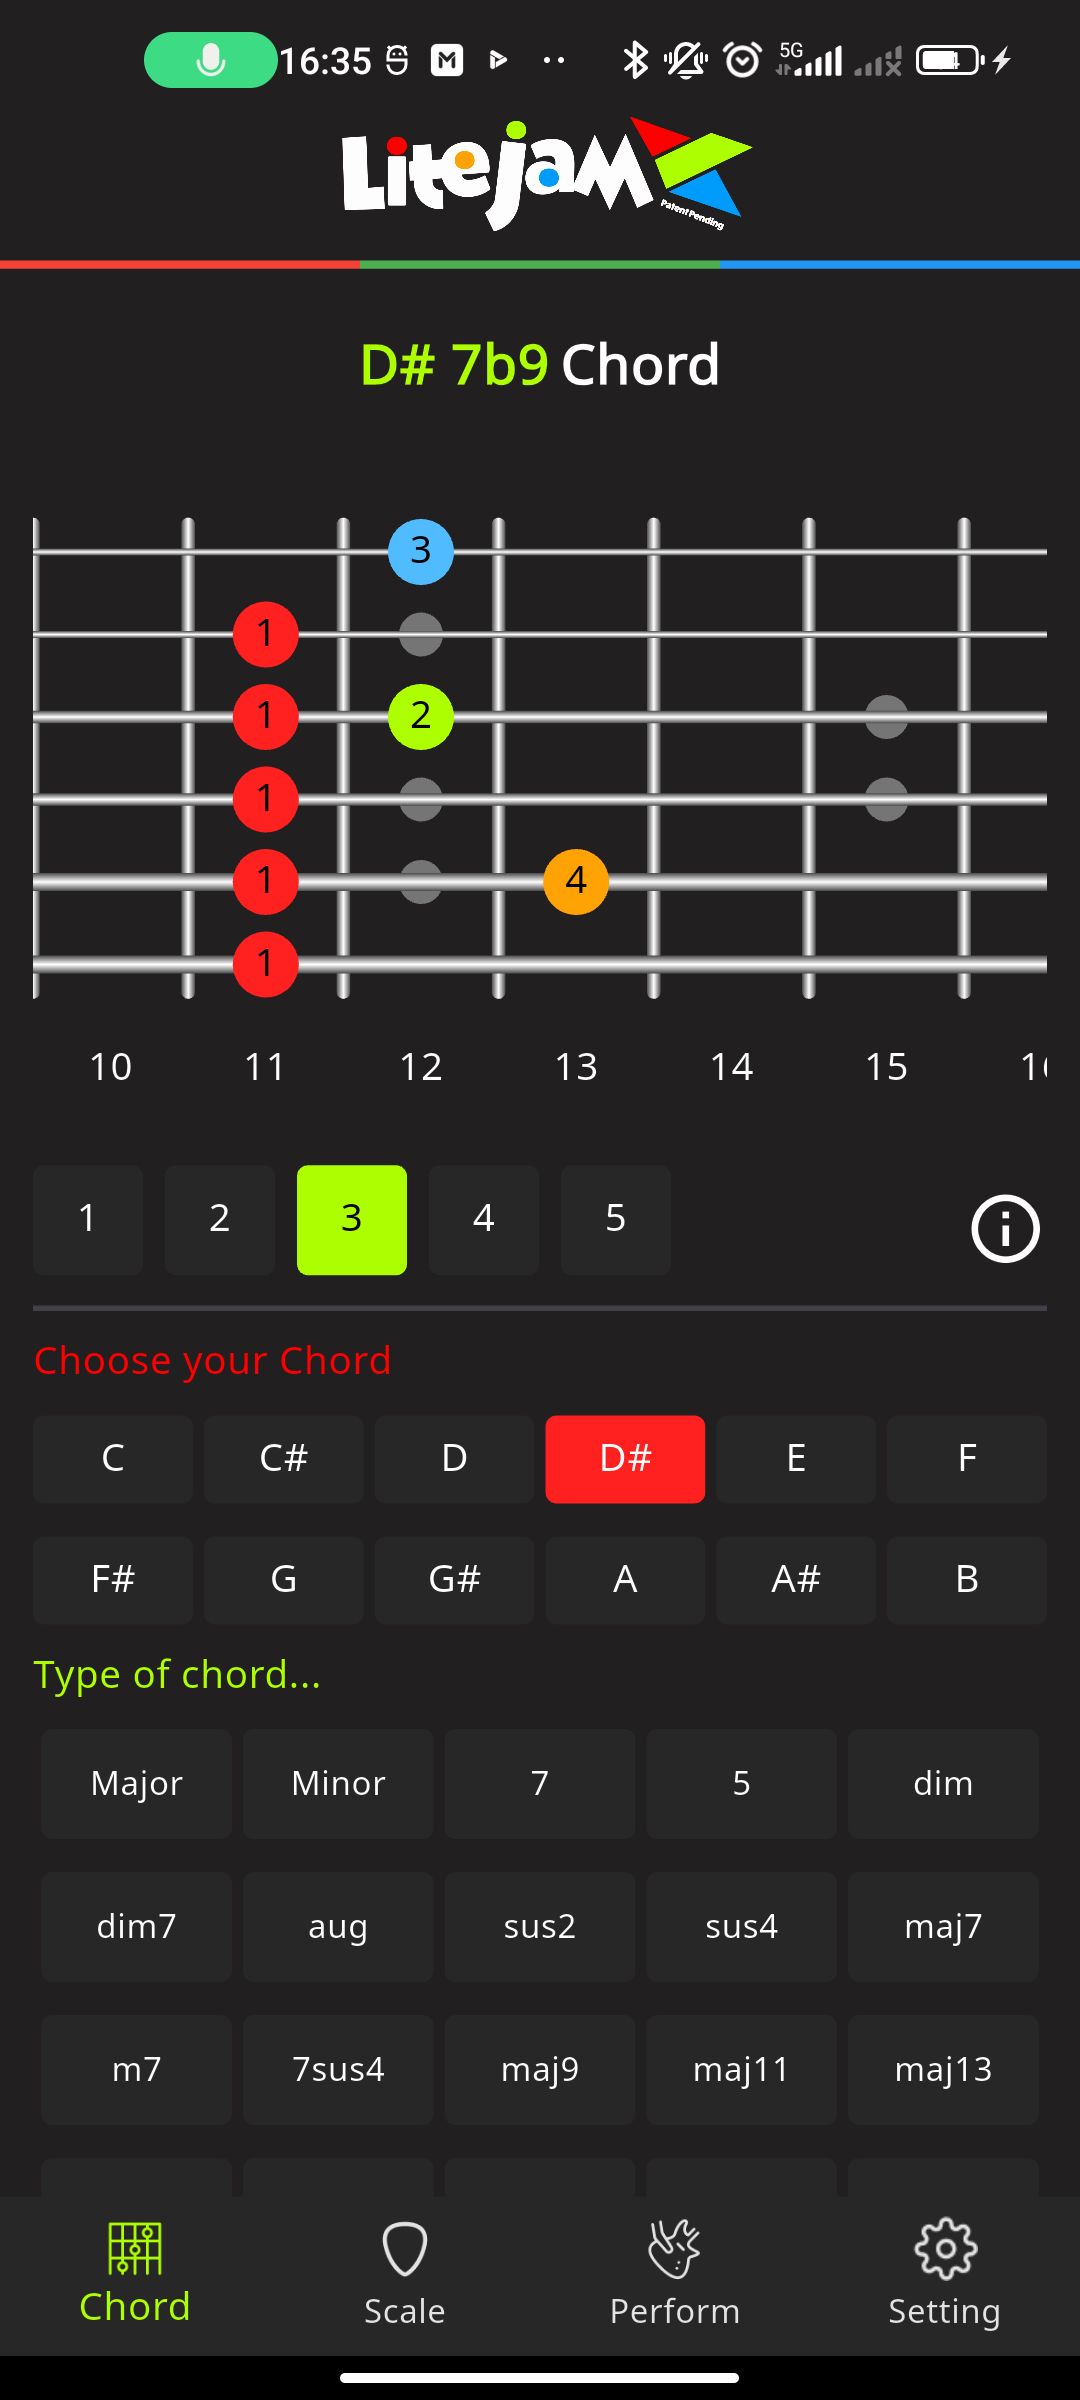 16:35
5G
LitejaM
Patent Pending
D# 7b9 Chord
3
1
1 2
1
1 4
1
10 11 12 13 14 15
1 2 3 4 5
Choose your Chord
C C# D D# E F
F# G G# A A# B
Type of chord...
Major Minor 7 5 dim
dim7 aug sus2 sus4 maj7
m7 7sus4 maj9 maj11 maj13
Chord Scale Perform Setting